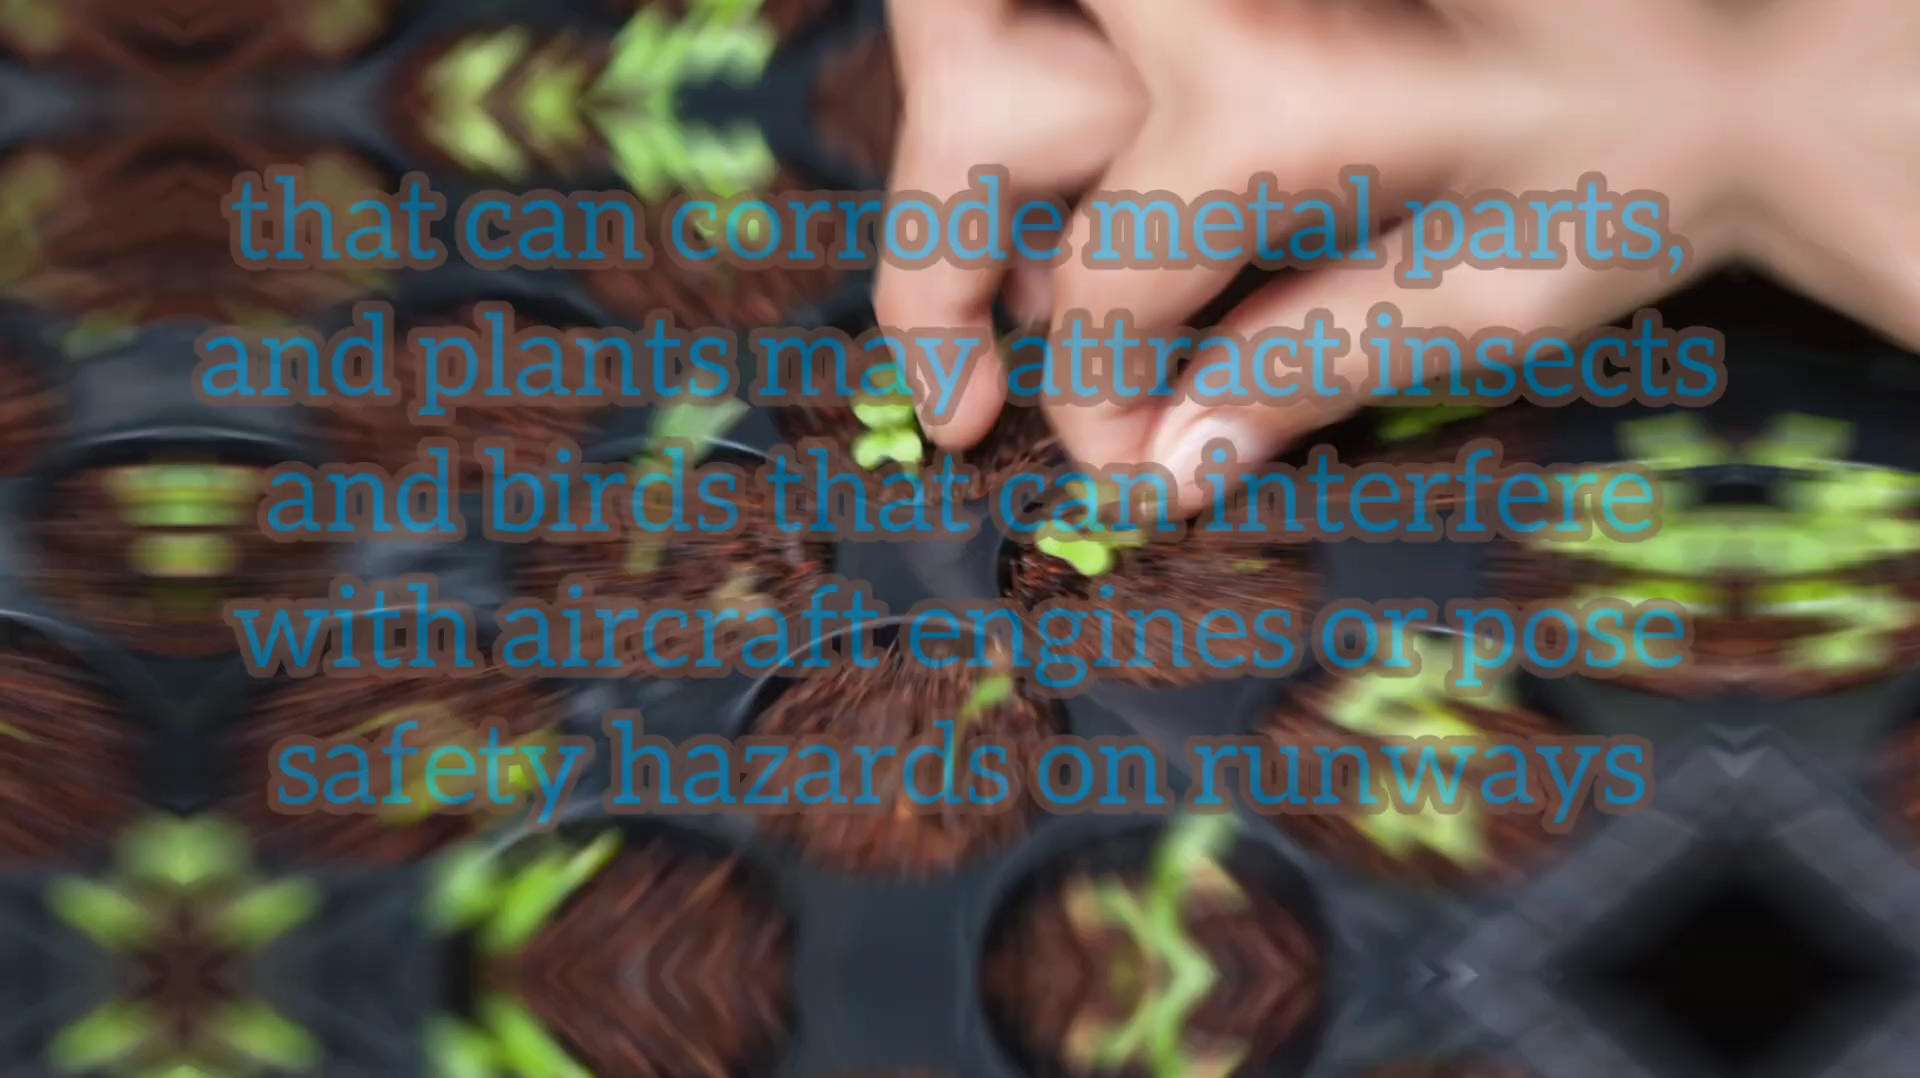 that can corrode metal parts,
and plants may attract insects
and birds that can interfere
with aircraft engines or pose
safety hazards on runways